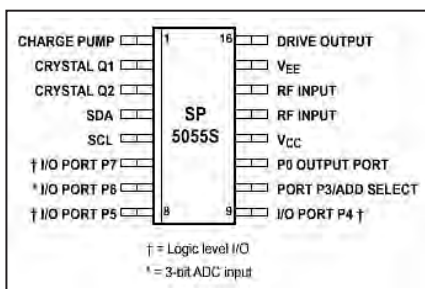 CHARGE PUMP 1 16 DRIVE OUTPUT
CRYSTAL Q1 VEE
CRYSTAL Q2 RF INPUT
SDA SP RF INPUT
SCL 5055S VCC
† I/O PORT P7 P0 OUTPUT PORT
* I/O PORT P6 PORT P3/ADD SELECT
† I/O PORT P5 8 9 I/O PORT P4 †
† = Logic level I/O
* = 3-bit ADC input